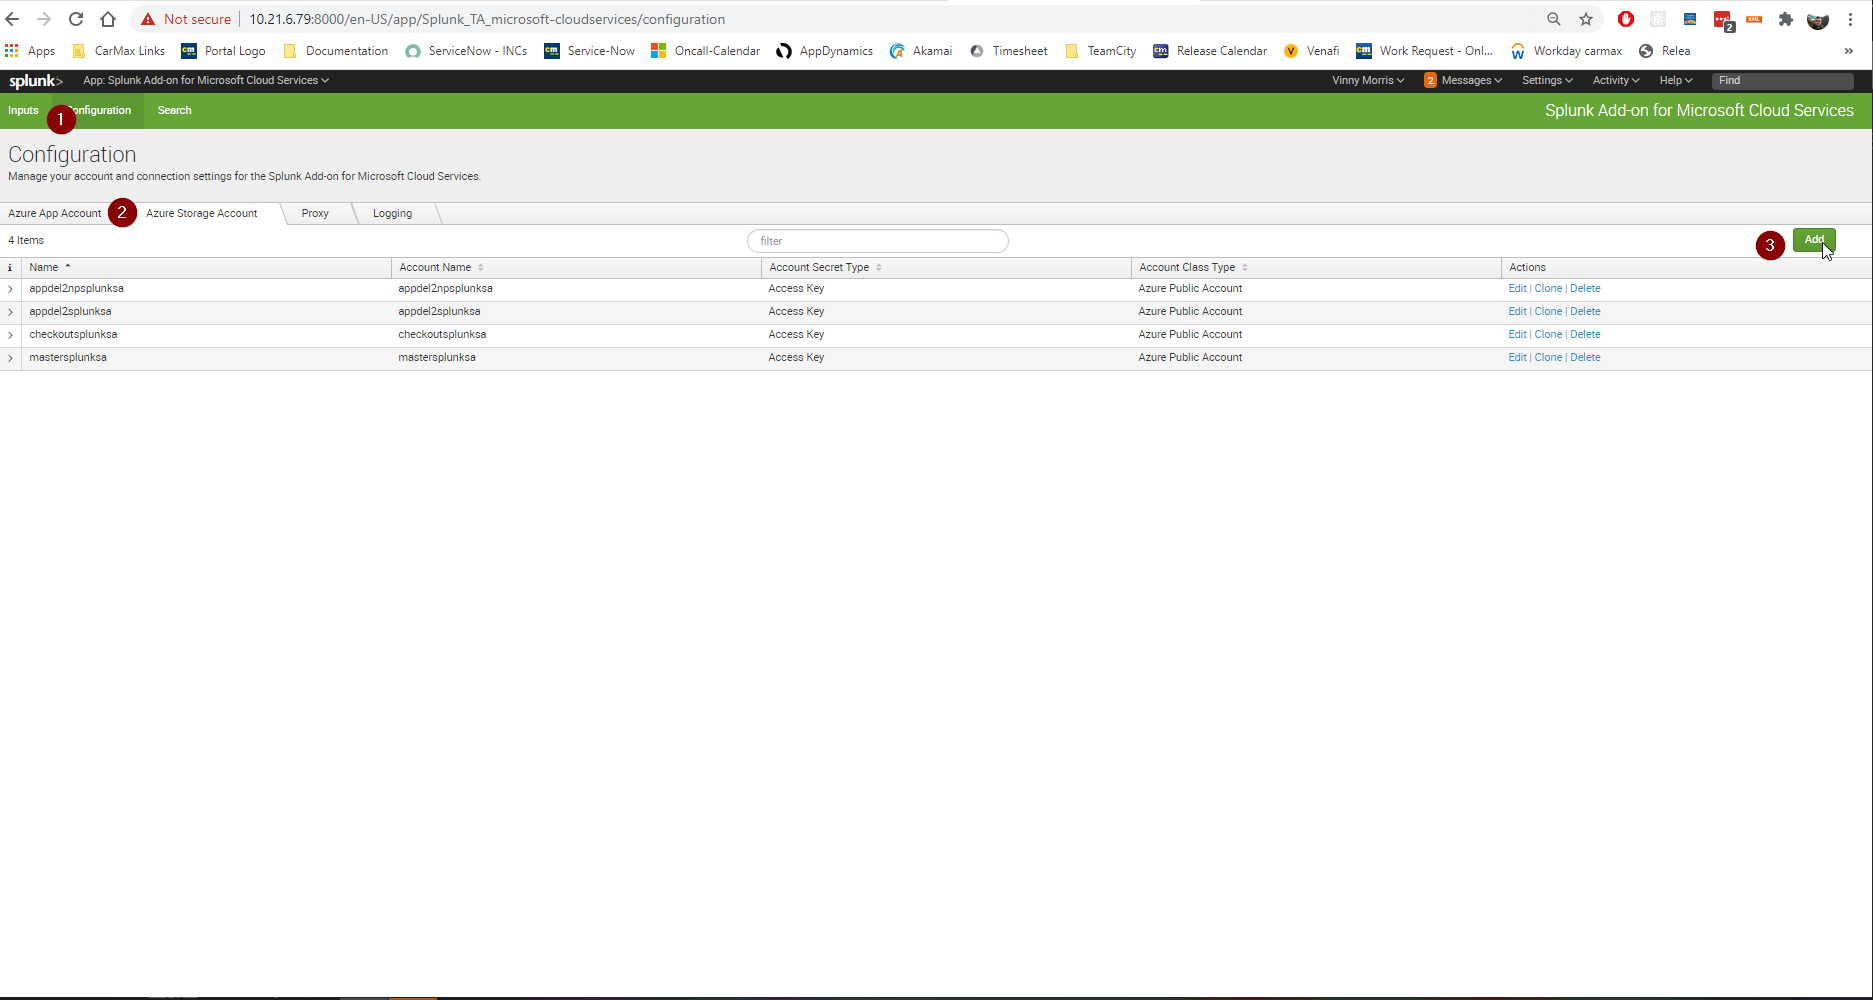 Not secure | 10.21.6.79:8000/en-US/app/Splunk_TA_microsoft-cloudservices/configuration 2
Apps CarMax Links Portal Logo Documentation ServiceNow - INCs Service-Now Oncall-Calendar AppDynamics Akamai Timesheet TeamCity Release Calendar Venafi Work Request - Onl... Workday carmax Relea »
splunk> App: Splunk Add-on for Microsoft Cloud Services Vinny Morris 2 Messages Settings Activity Help Find
Inputs 1 onfiguration Search Splunk Add-on for Microsoft Cloud Services
Configuration
Manage your account and connection settings for the Splunk Add-on for Microsoft Cloud Services.
Azure App Account 2 Azure Storage Account Proxy Logging
4 Items filter 3 Add
i Name Account Name Account Secret Type Account Class Type Actions
appdel2npsplunksa appdel2npsplunksa Access Key Azure Public Account Edit | Clone | Delete
appdel2splunksa appdel2splunksa Access Key Azure Public Account Edit | Clone | Delete
checkoutsplunksa checkoutsplunksa Access Key Azure Public Account Edit | Clone | Delete
mastersplunksa mastersplunksa Access Key Azure Public Account Edit | Clone | Delete